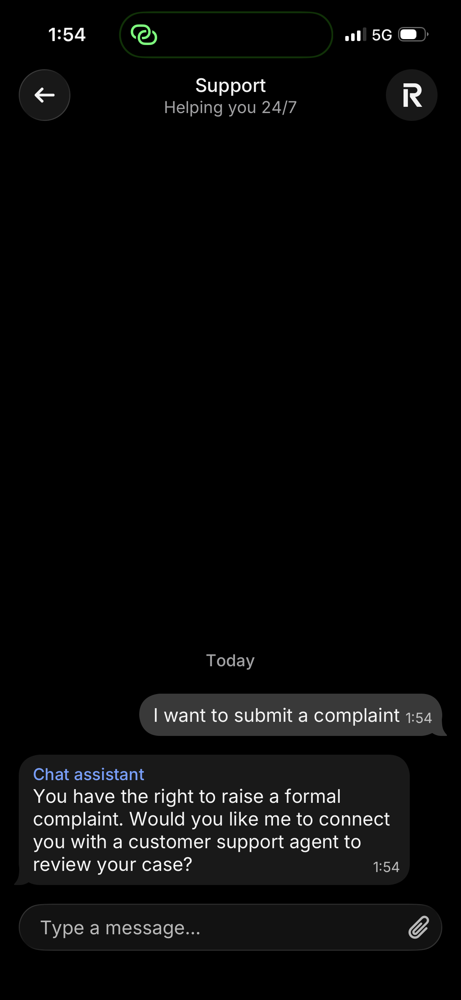 1:54
5G
Support
Helping you 24/7
Today
I want to submit a complaint 1:54
Chat assistant
You have the right to raise a formal
complaint. Would you like me to connect
you with a customer support agent to
review your case? 1:54
Type a message...